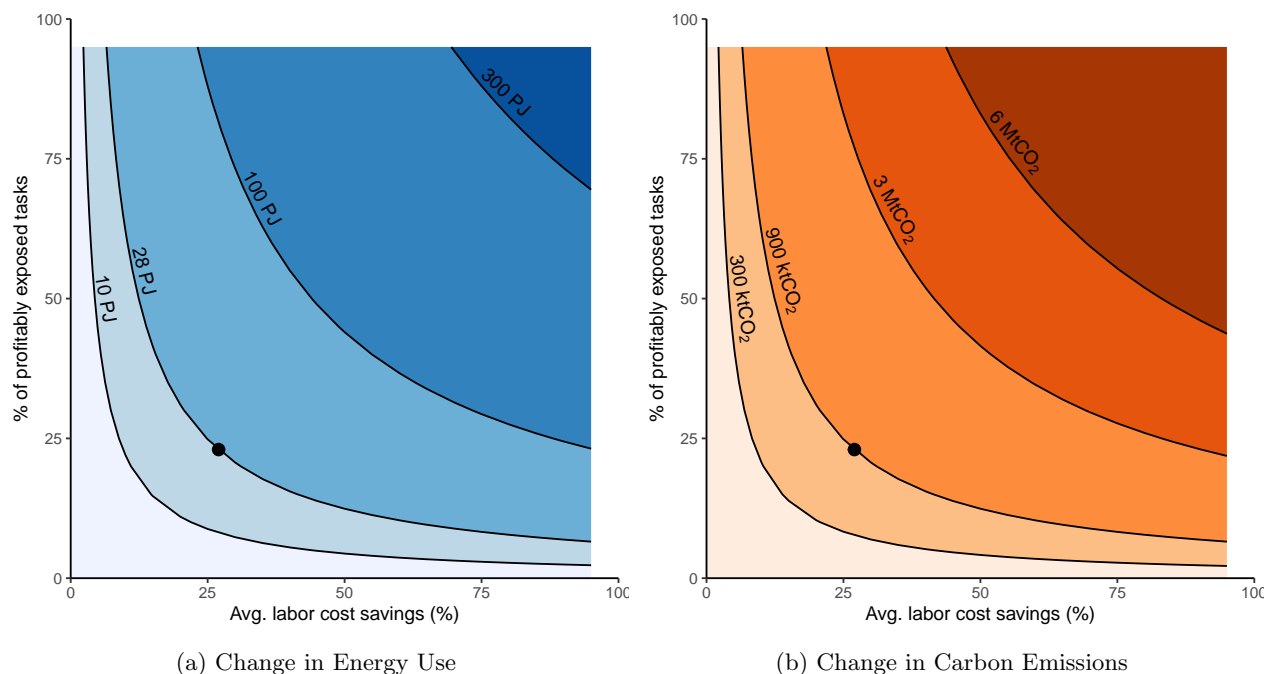 % of profitably exposed tasks
100
75
50
25
0
10 PJ
28 PJ
100 PJ
300 PJ
0
25
50
75
100
Avg. labor cost savings (%)
(a) Change in Energy Use
% of profitably exposed tasks
100
75
50
25
0
300 ktCO₂
900 ktCO₂
3 MtCO₂
6 MtCO₂
0
25
50
75
100
Avg. labor cost savings (%)
(b) Change in Carbon Emissions